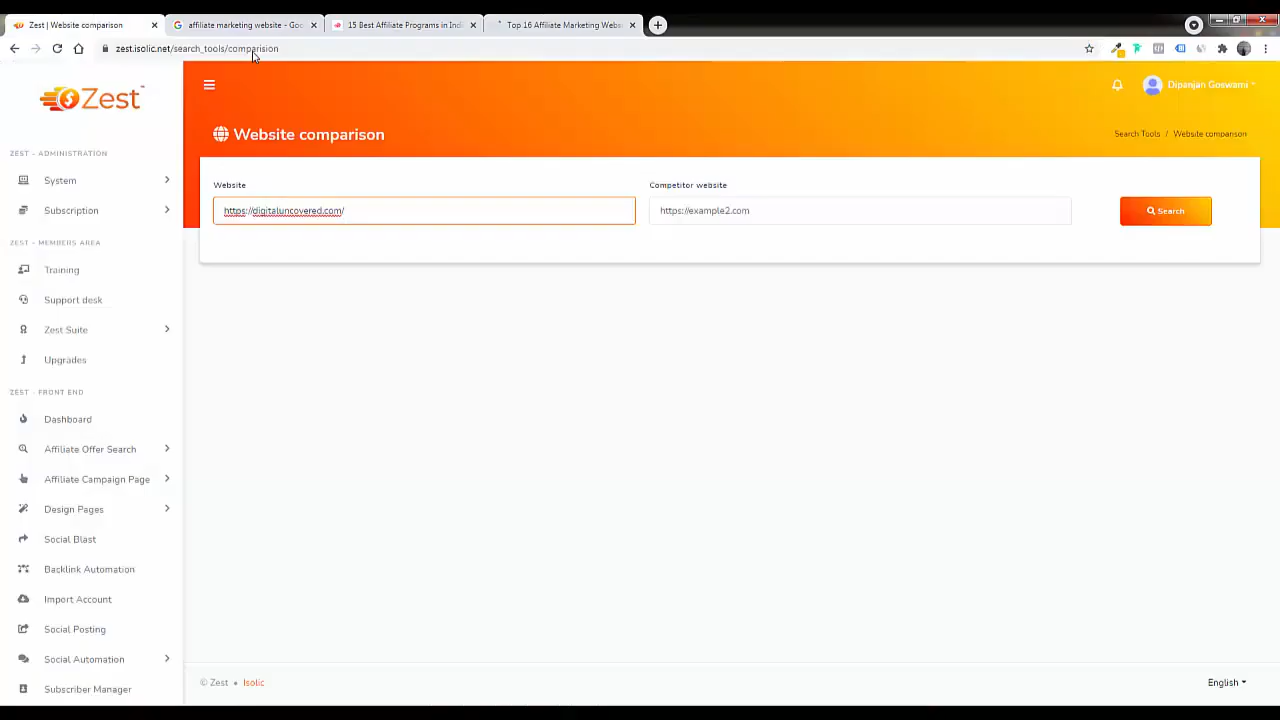 Zest | Website comparison
affiliate marketing website - Goo
15 Best Affiliate Programs in Indi
Top 16 Affiliate Marketing Webs
zest.isolic.net/search_tools/comparision
Zest
Dipanjan Goswami
Website comparison
Search Tools / Website comparison
ZEST - ADMINISTRATION
System
Subscription
ZEST - MEMBERS AREA
Training
Support desk
Zest Suite
Upgrades
ZEST - FRONT END
Dashboard
Affiliate Offer Search
Affiliate Campaign Page
Design Pages
Social Blast
Backlink Automation
Import Account
Social Posting
Social Automation
Subscriber Manager
Website
Competitor website
https://digitaluncovered.com/
https://example2.com
Search
© Zest • Isolic
English